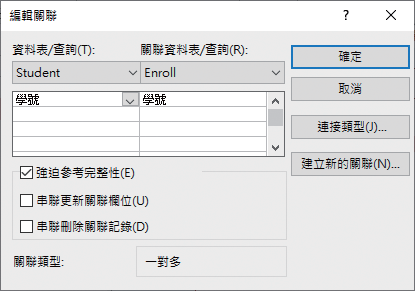 編輯關聯
資料表/查詢(T):
關聯資料表/查詢(R):
確定
Student
Enroll
取消
學號
學號
連接類型(J)...
建立新的關聯(N)...
強迫參考完整性(E)
串聯更新關聯欄位(U)
串聯刪除關聯記錄(D)
關聯類型:
一對多